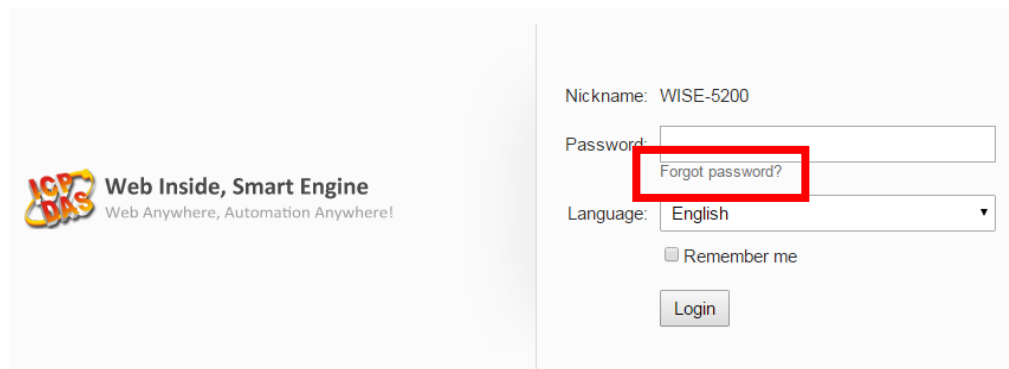 ICP
DAS
Web Inside, Smart Engine
Web Anywhere, Automation Anywhere!
Nickname: WISE-5200
Password:
Forgot password?
Language: English
Remember me
Login